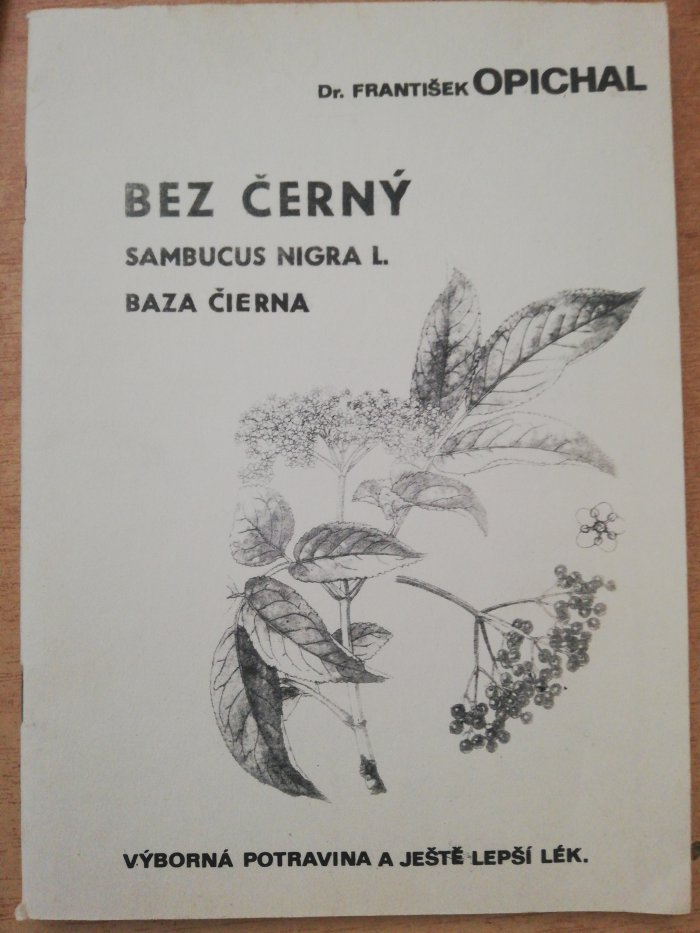 Dr. FRANTIŠEK OPICHAL
BEZ ČERNÝ
SAMBUCUS NIGRA L.
BAZA ČIERNA
VÝBORNÁ POTRAVINA A JEŠTĚ LEPŠÍ LÉK.